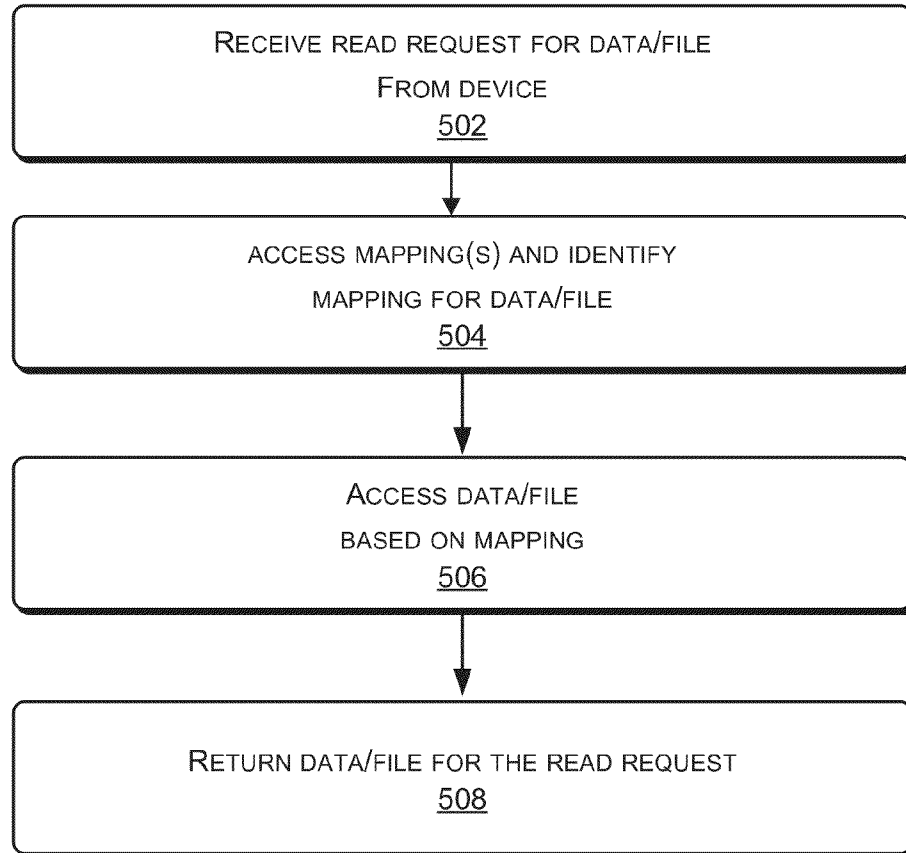 RECEIVE READ REQUEST FOR DATA/FILE
FROM DEVICE
502
ACCESS MAPPING(S) AND IDENTIFY
MAPPING FOR DATA/FILE
504
ACCESS DATA/FILE
BASED ON MAPPING
506
RETURN DATA/FILE FOR THE READ REQUEST
508